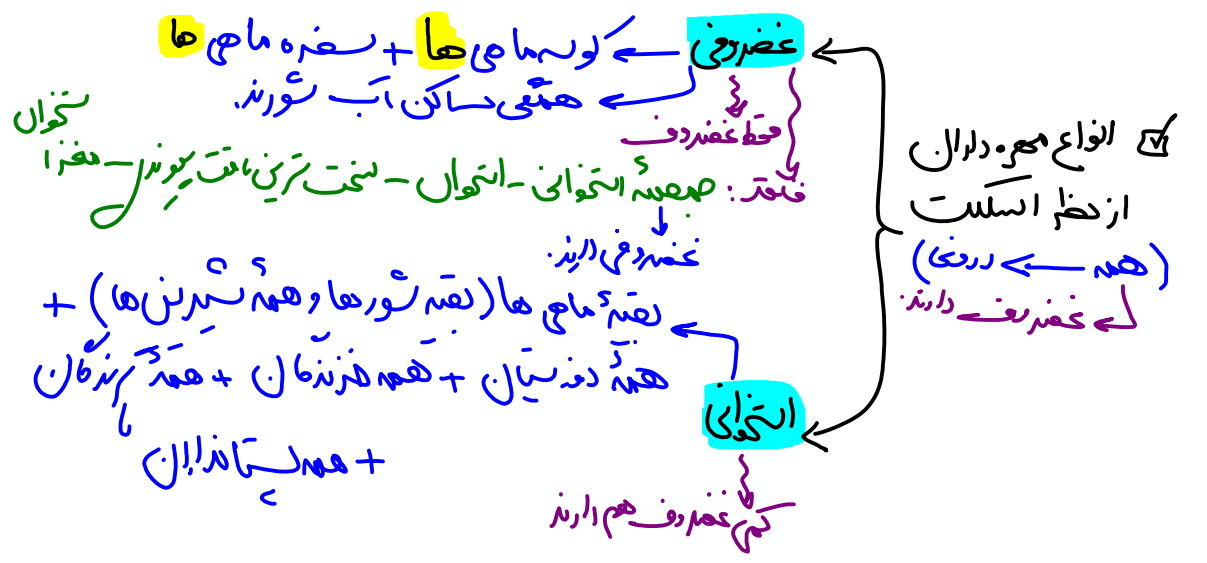 انواع مهره داران
از نظر اسکلت
(همه ← درونی)
غضروف دارند.
غضروفی
کوسه ماهی ها + سفره ماهی ها
همگی ساکن آب شورند.
فقط غضروف
فاقد: جمجمهٔ استخوانی - استخوان - سخت ترین بافت پیوندی - مغز استخوان
غضروفی دارند.
استخوانی
بقیهٔ ماهی ها (بقیه شورها و همهٔ شیرین ها) +
همهٔ دوزیستان + همه خزندگان + همهٔ پرندگان
+ همه پستانداران
کمی غضروف هم دارند